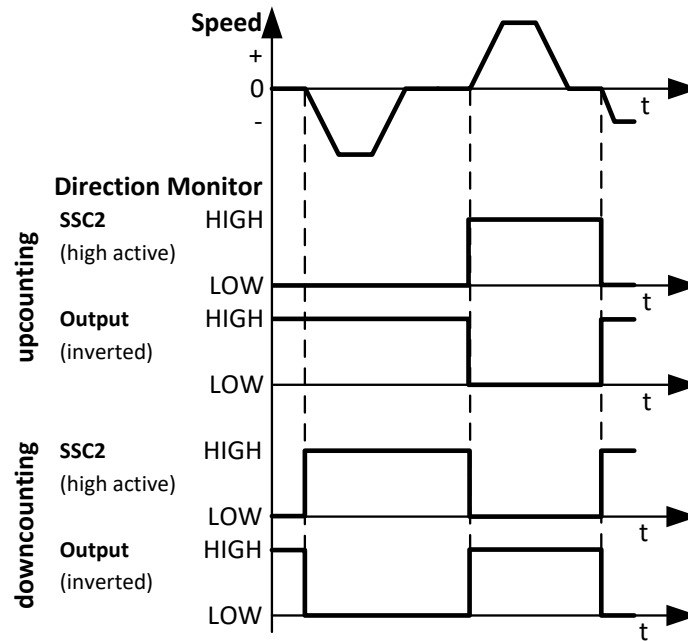 Speed
+
0
-
t
Direction Monitor
upcounting
SSC2 HIGH
(high active)
LOW
t
Output HIGH
(inverted)
LOW
t
downcounting
SSC2 HIGH
(high active)
LOW
t
Output HIGH
(inverted)
LOW
t